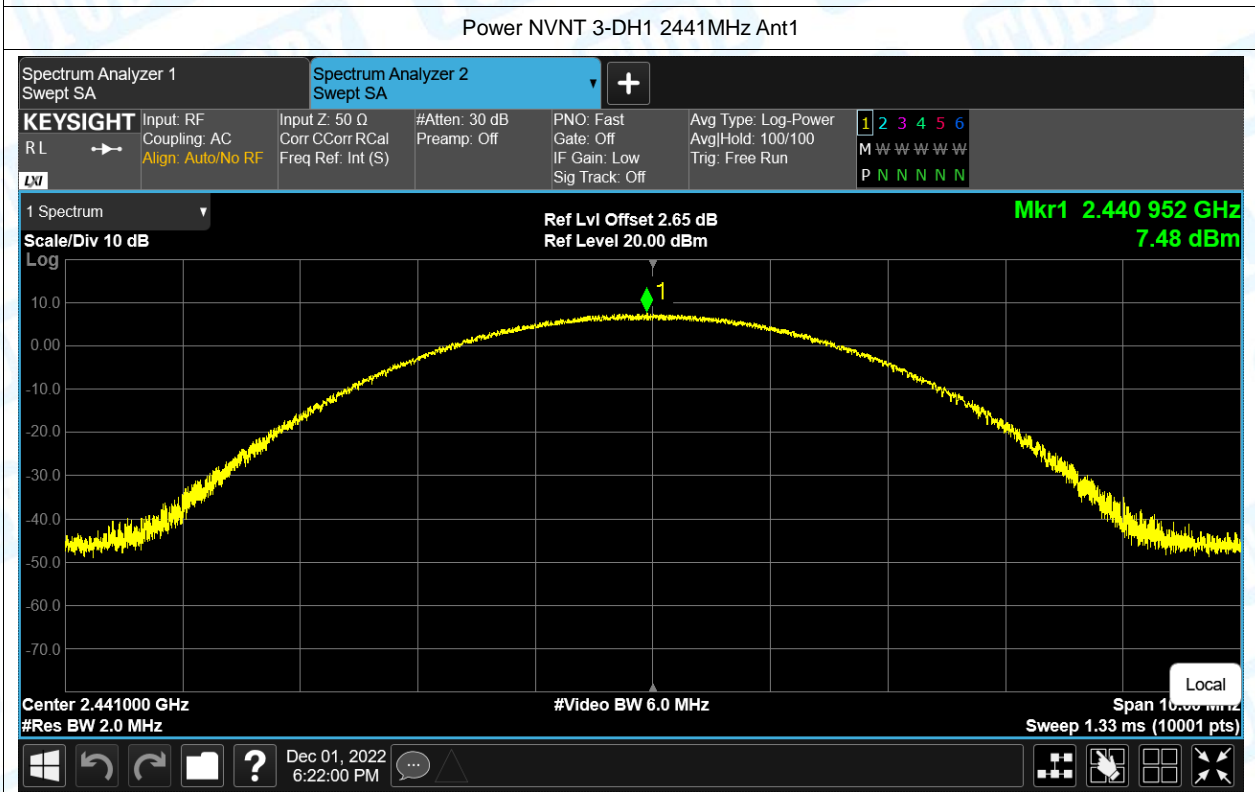 Power NVNT 3-DH1 2441MHz Ant1
Spectrum Analyzer 1
Swept SA
Spectrum Analyzer 2
Swept SA
KEYSIGHT
R L
LXI
Input: RF
Coupling: AC
Align: Auto/No RF
Input Z: 50 Ω
Corr CCorr RCal
Freq Ref: Int (S)
#Atten: 30 dB
Preamp: Off
PNO: Fast
Gate: Off
IF Gain: Low
Sig Track: Off
Avg Type: Log-Power
Avg|Hold: 100/100
Trig: Free Run
1 2 3 4 5 6
M W W W W W
P N N N N N
1 Spectrum
Scale/Div 10 dB
Ref Lvl Offset 2.65 dB
Ref Level 20.00 dBm
Mkr1 2.440 952 GHz
7.48 dBm
Log
1
10.0
0.00
-10.0
-20.0
-30.0
-40.0
-50.0
-60.0
-70.0
Local
Center 2.441000 GHz
#Video BW 6.0 MHz
Span 10.00 MHz
#Res BW 2.0 MHz
Sweep 1.33 ms (10001 pts)
?
Dec 01, 2022
6:22:00 PM